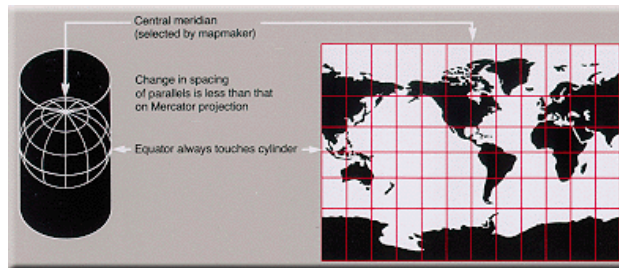 Central meridian
(selected by mapmaker)
Change in spacing
of parallels is less than that
on Mercator projection
Equator always touches cylinder